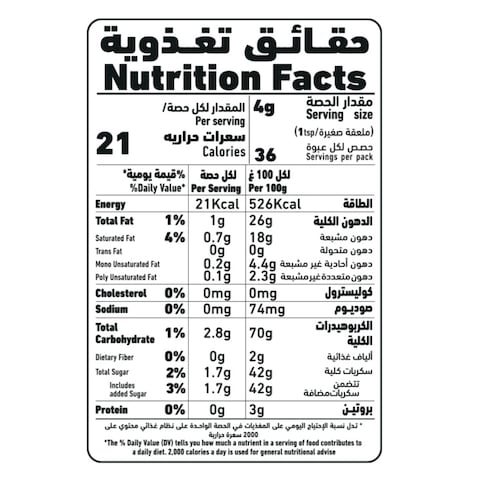 حقائق تغذوية
Nutrition Facts
المقدار لكل حصة/ 4g مقدار الحصة
Per serving Serving size
21 سعرات حراريه (1tsp/ملعقة صغيرة)
Calories 36 حصص لكل عبوة
Servings per pack
%قيمة يومية* لكل حصة لكل 100 غ
%Daily Value* Per Serving Per 100g
Energy 21Kcal 526Kcal الطاقة
Total Fat 1% 1g 26g الدهون الكلية
Saturated Fat 4% 0.7g 18g دهون مشبعة
Trans Fat 0g 0g دهون متحولة
Mono Unsaturated Fat 0.2g 4.4g دهون أحادية غير مشبعة
Poly Unsaturated Fat 0.1g 2.3g دهون متعددة غير مشبعة
Cholesterol 0% 0mg 0mg كوليسترول
Sodium 0% 0mg 74mg صوديوم
Total Carbohydrate 1% 2.8g 70g الكربوهيدرات الكلية
Dietary Fiber 0% 0g 2g ألياف غذائية
Total Sugar 2% 1.7g 42g سكريات كلية
Includes added Sugar 3% 1.7g 42g تتضمن سكريات مضافة
Protein 0% 0g 3g بروتين
* تدل نسبة الإحتياج اليومي على المغذيات في الحصة الواحدة على نظام غذائي محتوي على
2000 سعرة حرارية
*The % Daily Value (DV) tells you how much a nutrient in a serving of food contributes
to a daily diet. 2,000 calories a day is used for general nutritional advise